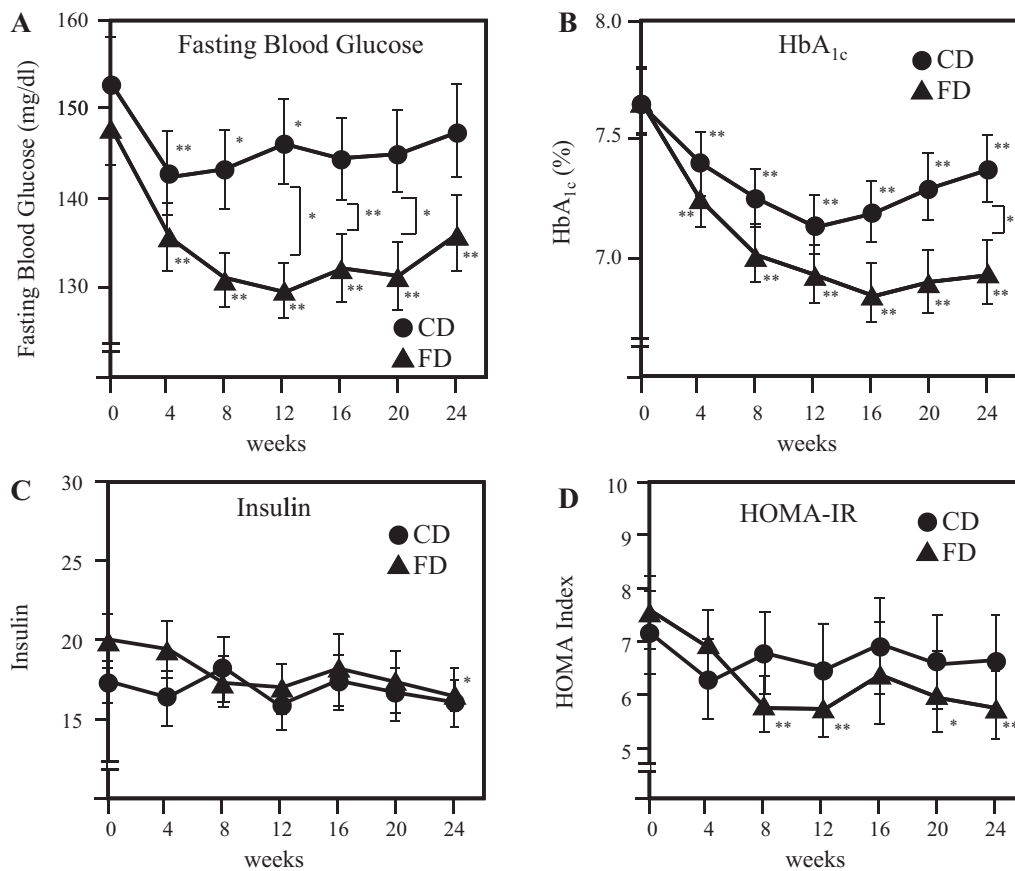 A
Fasting Blood Glucose
Fasting Blood Glucose (mg/dl)
160
150
140
130
**
*
*
*
**
*
**
**
**
**
**
**
CD
FD
0 4 8 12 16 20 24
weeks
B
HbA1c
HbA1c (%)
8.0
7.5
7.0
CD
FD
**
**
**
**
**
**
**
**
**
**
**
**
*
0 4 8 12 16 20 24
weeks
C
Insulin
Insulin
30
25
20
15
CD
FD
*
0 4 8 12 16 20 24
weeks
D
HOMA-IR
HOMA Index
10
9
8
7
6
5
CD
FD
**
**
*
**
0 4 8 12 16 20 24
weeks